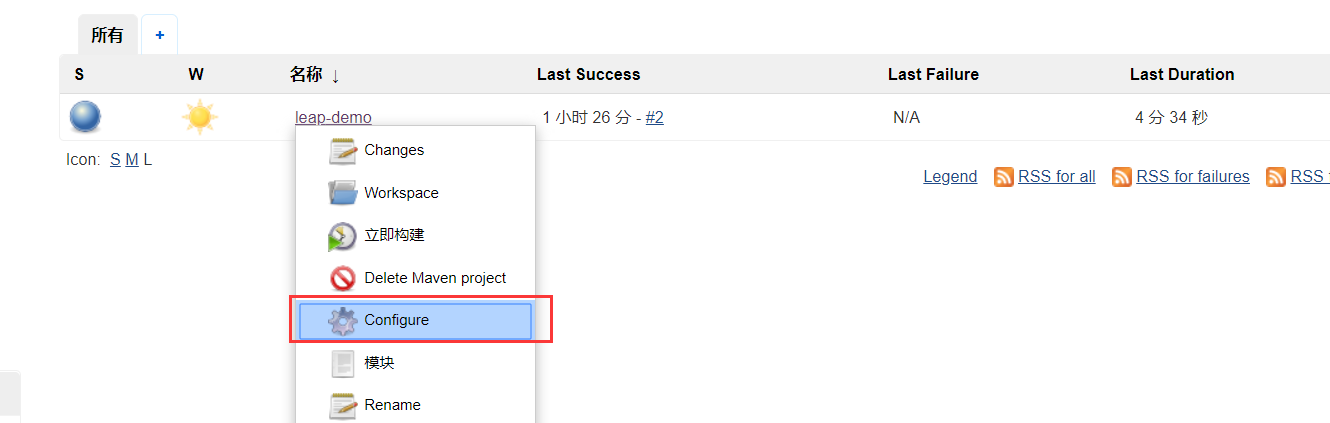 所有 +
S W 名称 ↓ Last Success Last Failure Last Duration
leap-demo 1 小时 26 分 - #2 N/A 4 分 34 秒
Icon: S M L
Changes
Legend RSS for all RSS for failures RSS
Workspace
立即构建
Delete Maven project
Configure
模块
Rename